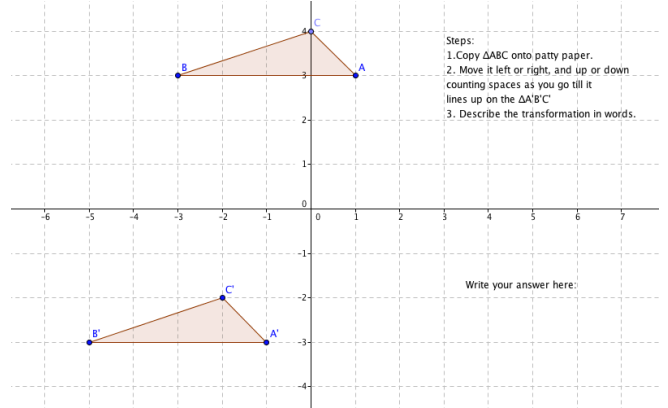 C
4
B
A
3
2
1
0
-6 -5 -4 -3 -2 -1 0 1 2 3 4 5 6 7
-1
C'
-2
B'
A'
-3
-4
Steps:
1.Copy ΔABC onto patty paper.
2. Move it left or right, and up or down
counting spaces as you go till it
lines up on the ΔA'B'C'
3. Describe the transformation in words.
Write your answer here: